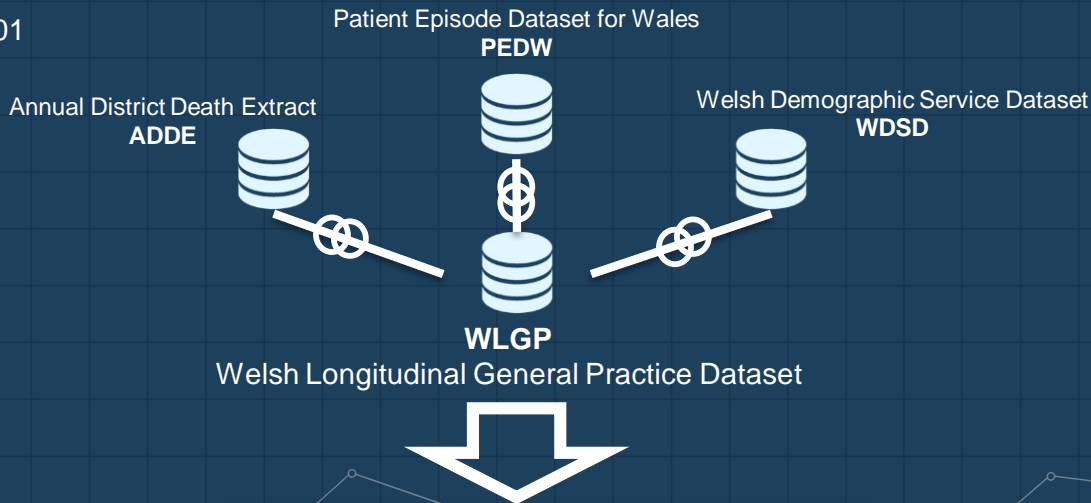 01
Patient Episode Dataset for Wales
PEDW
Annual District Death Extract
ADDE
Welsh Demographic Service Dataset
WDSD
WLGP
Welsh Longitudinal General Practice Dataset